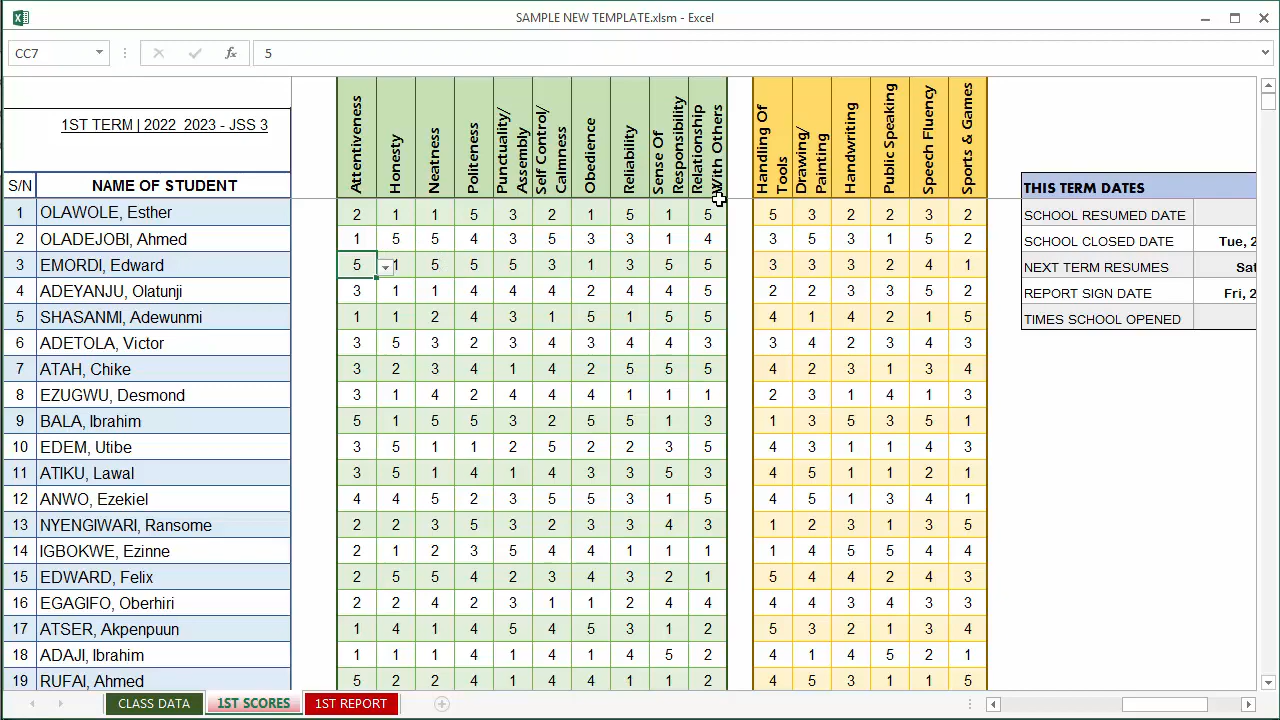 SAMPLE NEW TEMPLATE.xlsm - Excel
CC7 fx 5
1ST TERM | 2022_2023 - JSS 3
Attentiveness Honesty Neatness Politeness Punctuality/ Assembly Self Control/ Calmness Obedience Reliability Sense Of Responsibility Relationship With Others Handling Of Tools Drawing/ Painting Handwriting Public Speaking Speech Fluency Sports & Games
S/N NAME OF STUDENT
1 OLAWOLE, Esther 2 1 1 5 3 2 1 5 1 5 5 3 2 2 3 2
2 OLADEJOBI, Ahmed 1 5 5 4 3 5 3 3 1 4 3 5 3 1 5 2
3 EMORDI, Edward 5 1 5 5 5 3 1 3 5 5 3 3 3 2 4 1
4 ADEYANJU, Olatunji 3 1 1 4 4 4 2 4 4 5 2 2 3 3 5 2
5 SHASANMI, Adewunmi 1 1 2 4 3 1 5 1 5 5 4 1 4 2 1 5
6 ADETOLA, Victor 3 5 3 2 3 4 3 4 4 3 3 4 2 3 4 3
7 ATAH, Chike 3 2 3 4 1 4 2 5 5 5 4 2 3 1 3 4
8 EZUGWU, Desmond 3 1 4 2 4 4 4 1 1 1 2 3 1 4 1 3
9 BALA, Ibrahim 5 1 5 5 3 2 5 5 1 3 1 3 5 3 5 1
10 EDEM, Utibe 3 5 1 1 2 5 2 2 3 5 4 3 1 1 4 3
11 ATIKU, Lawal 3 5 1 4 1 4 3 3 5 3 4 5 1 1 2 1
12 ANWO, Ezekiel 4 4 5 2 3 5 5 3 1 5 4 5 1 3 4 1
13 NYENGIWARI, Ransome 2 2 3 5 3 2 3 3 4 3 1 2 3 1 3 5
14 IGBOKWE, Ezinne 2 1 2 3 5 4 4 1 1 1 1 4 5 5 4 4
15 EDWARD, Felix 2 5 5 4 2 3 4 3 2 1 5 4 4 2 4 3
16 EGAGIFO, Oberhiri 2 2 4 2 3 1 1 2 4 4 4 4 3 4 3 3
17 ATSER, Akpenpuun 1 4 1 4 5 4 5 3 1 2 5 3 2 1 3 4
18 ADAJI, Ibrahim 1 1 1 4 1 4 1 4 5 2 4 1 4 5 2 1
19 RUFAI, Ahmed 5 2 2 4 1 4 4 1 1 2 4 5 3 1 1 5
THIS TERM DATES
SCHOOL RESUMED DATE
SCHOOL CLOSED DATE Tue, 2
NEXT TERM RESUMES Sat
REPORT SIGN DATE Fri, 2
TIMES SCHOOL OPENED
CLASS DATA 1ST SCORES 1ST REPORT